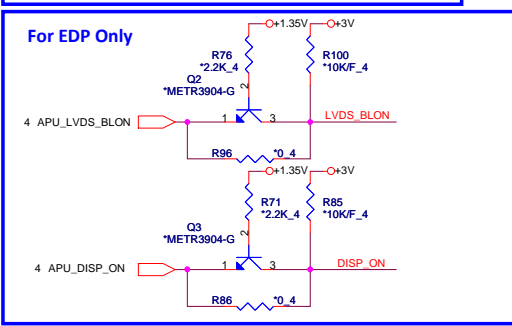 For EDP Only
+1.35V
+3V
R76
*2.2K_4
R100
*10K/F_4
Q2
*METR3904-G
2
4 APU_LVDS_BLON
1
3
LVDS_BLON
R96
*0_4
+1.35V
+3V
R71
*2.2K_4
R85
*10K/F_4
Q3
*METR3904-G
2
4 APU_DISP_ON
1
3
DISP_ON
R86
*0_4